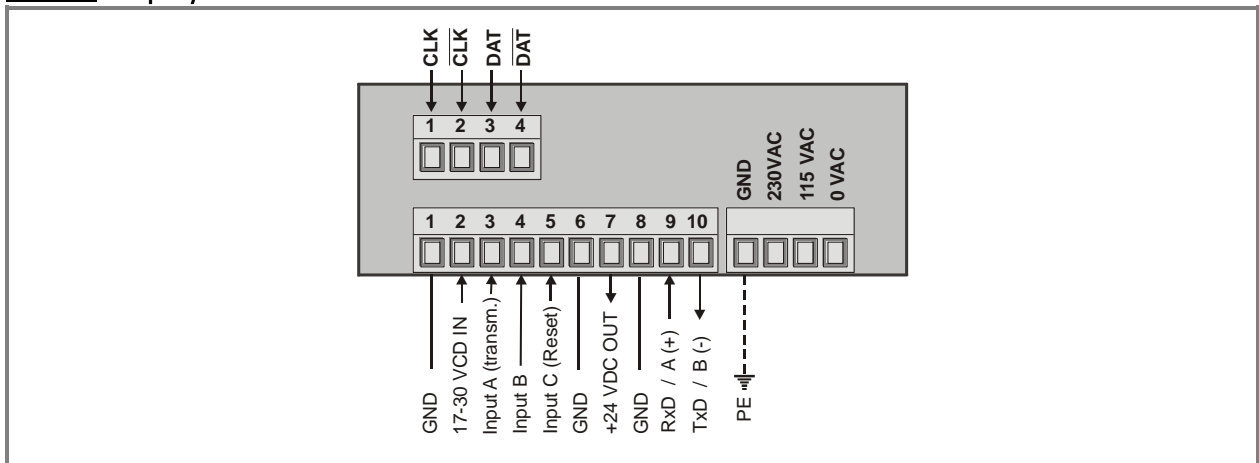 CLK
CLK
DAT
DAT
1 2 3 4
GND
230VAC
115 VAC
0 VAC
1 2 3 4 5 6 7 8 9 10
GND
17-30 VCD IN
Input A (transm.)
Input B
Input C (Reset)
GND
+24 VDC OUT
GND
RxD / A (+)
TxD / B (-)
PE